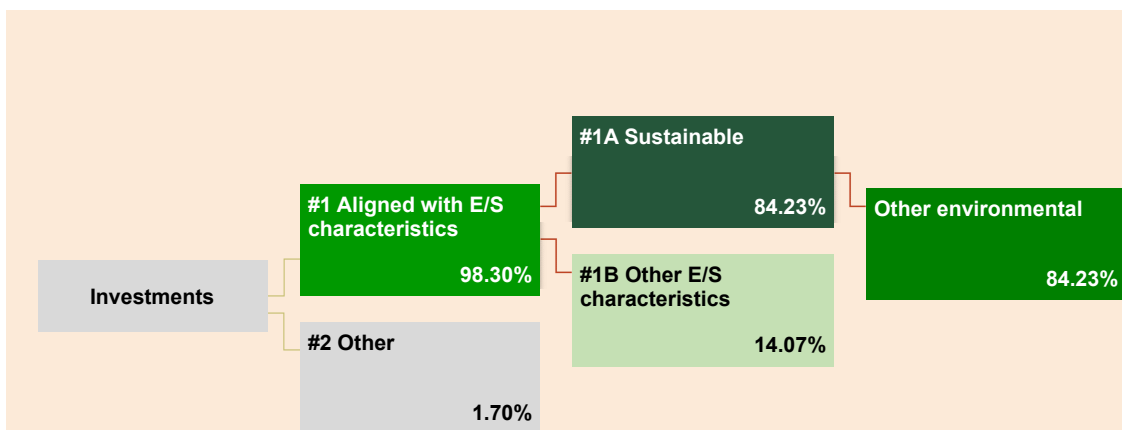 Investments
#1 Aligned with E/S
characteristics
98.30%
#2 Other
1.70%
#1A Sustainable
84.23%
#1B Other E/S
characteristics
14.07%
Other environmental
84.23%